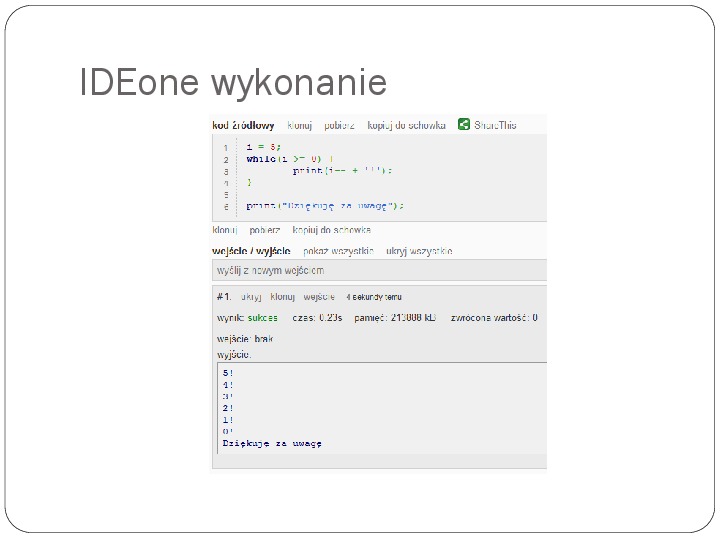 IDEone wykonanie
kod źródłowy klonuj pobierz kopiuj do schowka ShareThis
1 i = 5;
2 while(i >= 0) {
3 print(i-- + '!');
4 }
5
6 print("Dziękuję za uwagę");
klonuj pobierz kopiuj do schowka
wejście / wyjście pokaż wszystkie ukryj wszystkie
wyślij z nowym wejściem
#1: ukryj klonuj wejście 4 sekundy temu
wynik: sukces czas: 0.23s pamięć: 213888 kB zwrócona wartość: 0
wejście: brak
wyjście:
5!
4!
3!
2!
1!
0!
Dziękuję za uwagę